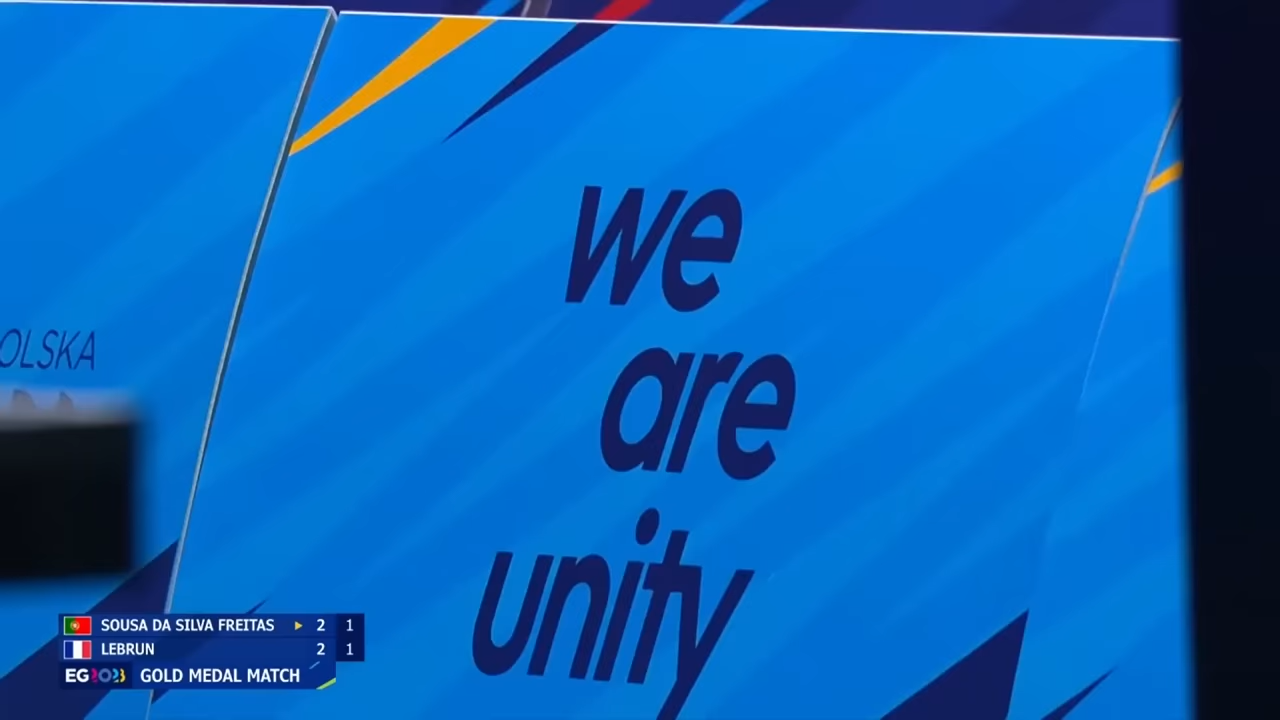 we
are
unity
OLSKA
SOUSA DA SILVA FREITAS 2 1
LEBRUN 2 1
EG2023 GOLD MEDAL MATCH